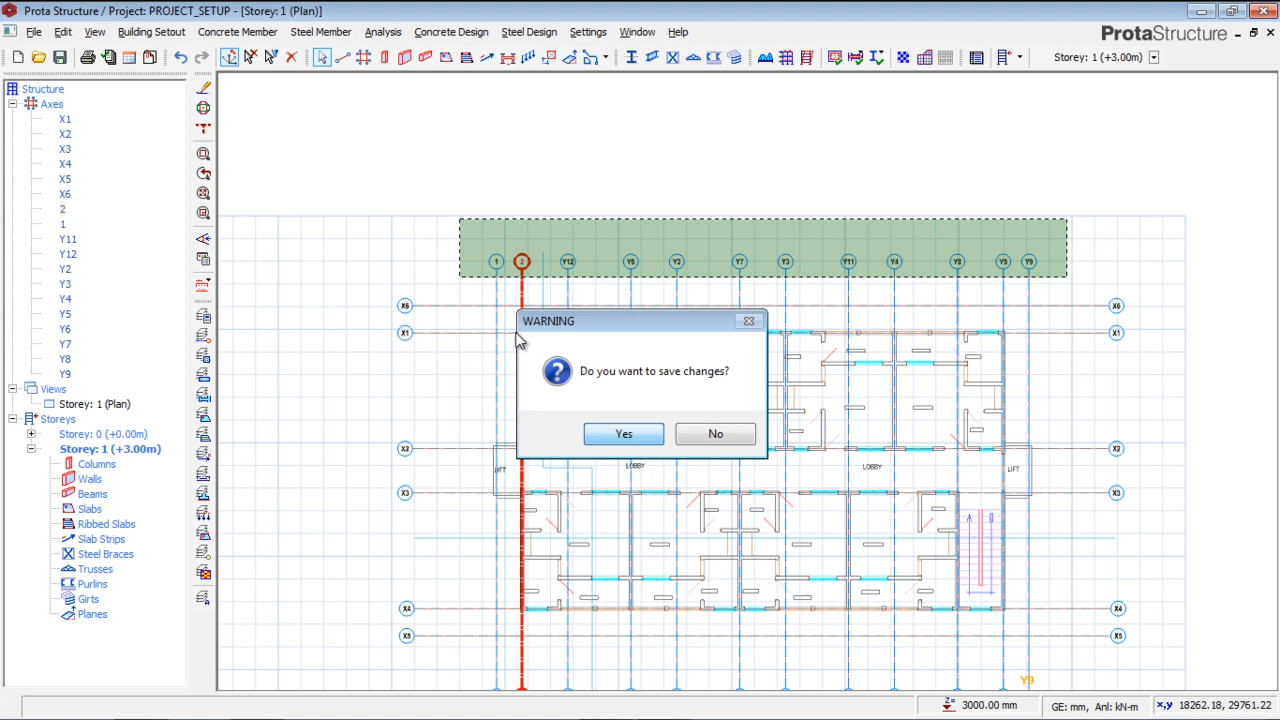 Prota Structure / Project: PROJECT_SETUP - [Storey: 1 (Plan)]
File Edit View Building Setout Concrete Member Steel Member Analysis Concrete Design Steel Design Settings Window Help
ProtaStructure
Storey: 1 (+3.00m)
Structure
Axes
X1
X2
X3
X4
X5
X6
2
1
Y11
Y12
Y2
Y3
Y4
Y5
Y6
Y7
Y8
Y9
Views
Storey: 1 (Plan)
Storeys
Storey: 0 (+0.00m)
Storey: 1 (+3.00m)
Columns
Walls
Beams
Slabs
Ribbed Slabs
Slab Strips
Steel Braces
Trusses
Purlins
Girts
Planes
1 2 Y12 Y6 Y2 Y7 Y3 Y11 Y4 Y8 Y5 Y9
X6 X6
X1 X1
WARNING
Do you want to save changes?
Yes No
X2 X2
LIFT LOBBY LOBBY LIFT
X3 X3
X4 X4
X5 X5
Y9
Z= 3000.00 mm GE: mm, Anl: kN-m x,y 18262.18, 29761.22